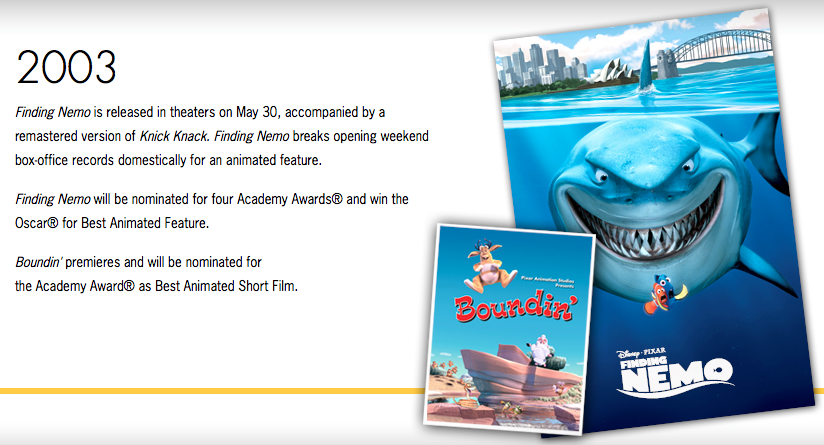 2003
Finding Nemo is released in theaters on May 30, accompanied by a
remastered version of Knick Knack. Finding Nemo breaks opening weekend
box-office records domestically for an animated feature.
Finding Nemo will be nominated for four Academy Awards® and win the
Oscar® for Best Animated Feature.
Boundin' premieres and will be nominated for
the Academy Award® as Best Animated Short Film.
Pixar Animation Studios
Presents
Boundin'
Disney · PIXAR
FINDING
NEMO